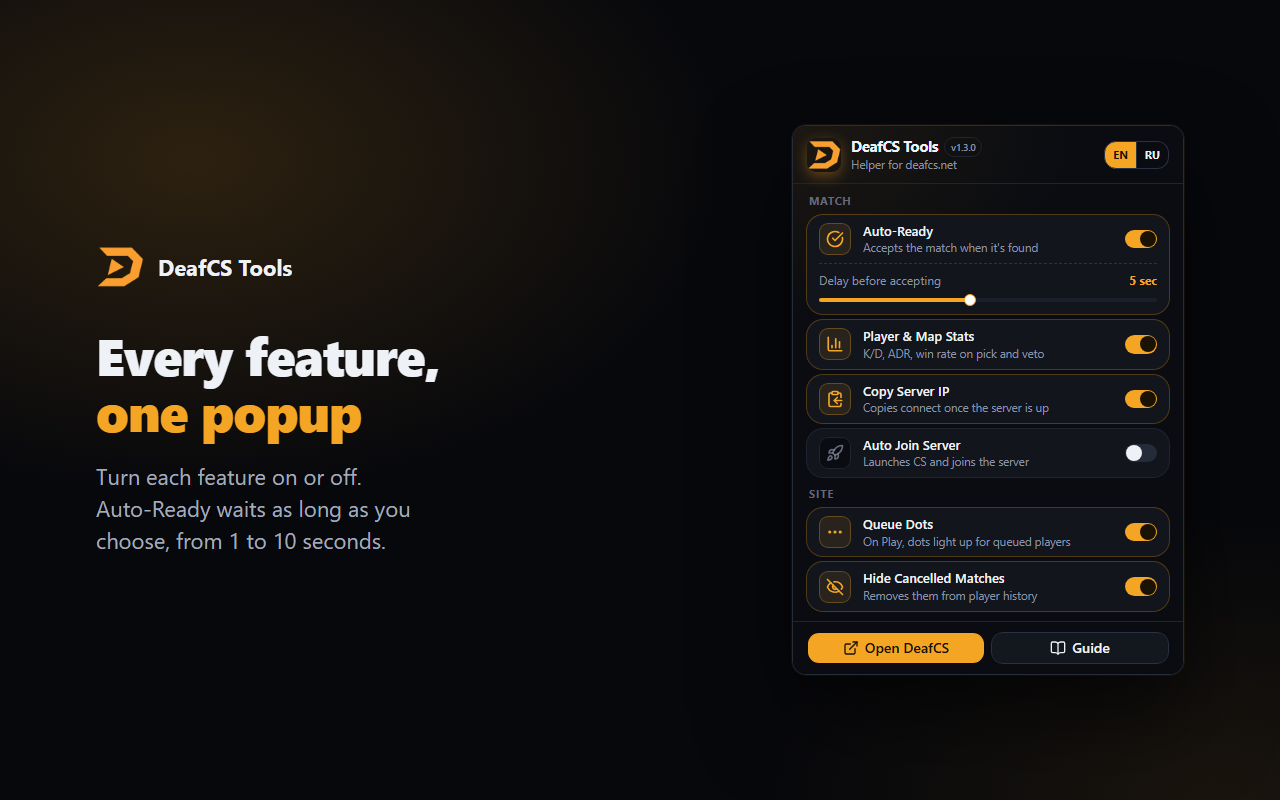 DeafCS Tools
Every feature,
one popup
Turn each feature on or off.
Auto-Ready waits as long as you
choose, from 1 to 10 seconds.
DeafCS Tools v1.3.0
Helper for deafcs.net
EN RU
MATCH
Auto-Ready
Accepts the match when it's found
Delay before accepting 5 sec
Player & Map Stats
K/D, ADR, win rate on pick and veto
Copy Server IP
Copies connect once the server is up
Auto Join Server
Launches CS and joins the server
SITE
Queue Dots
On Play, dots light up for queued players
Hide Cancelled Matches
Removes them from player history
Open DeafCS Guide